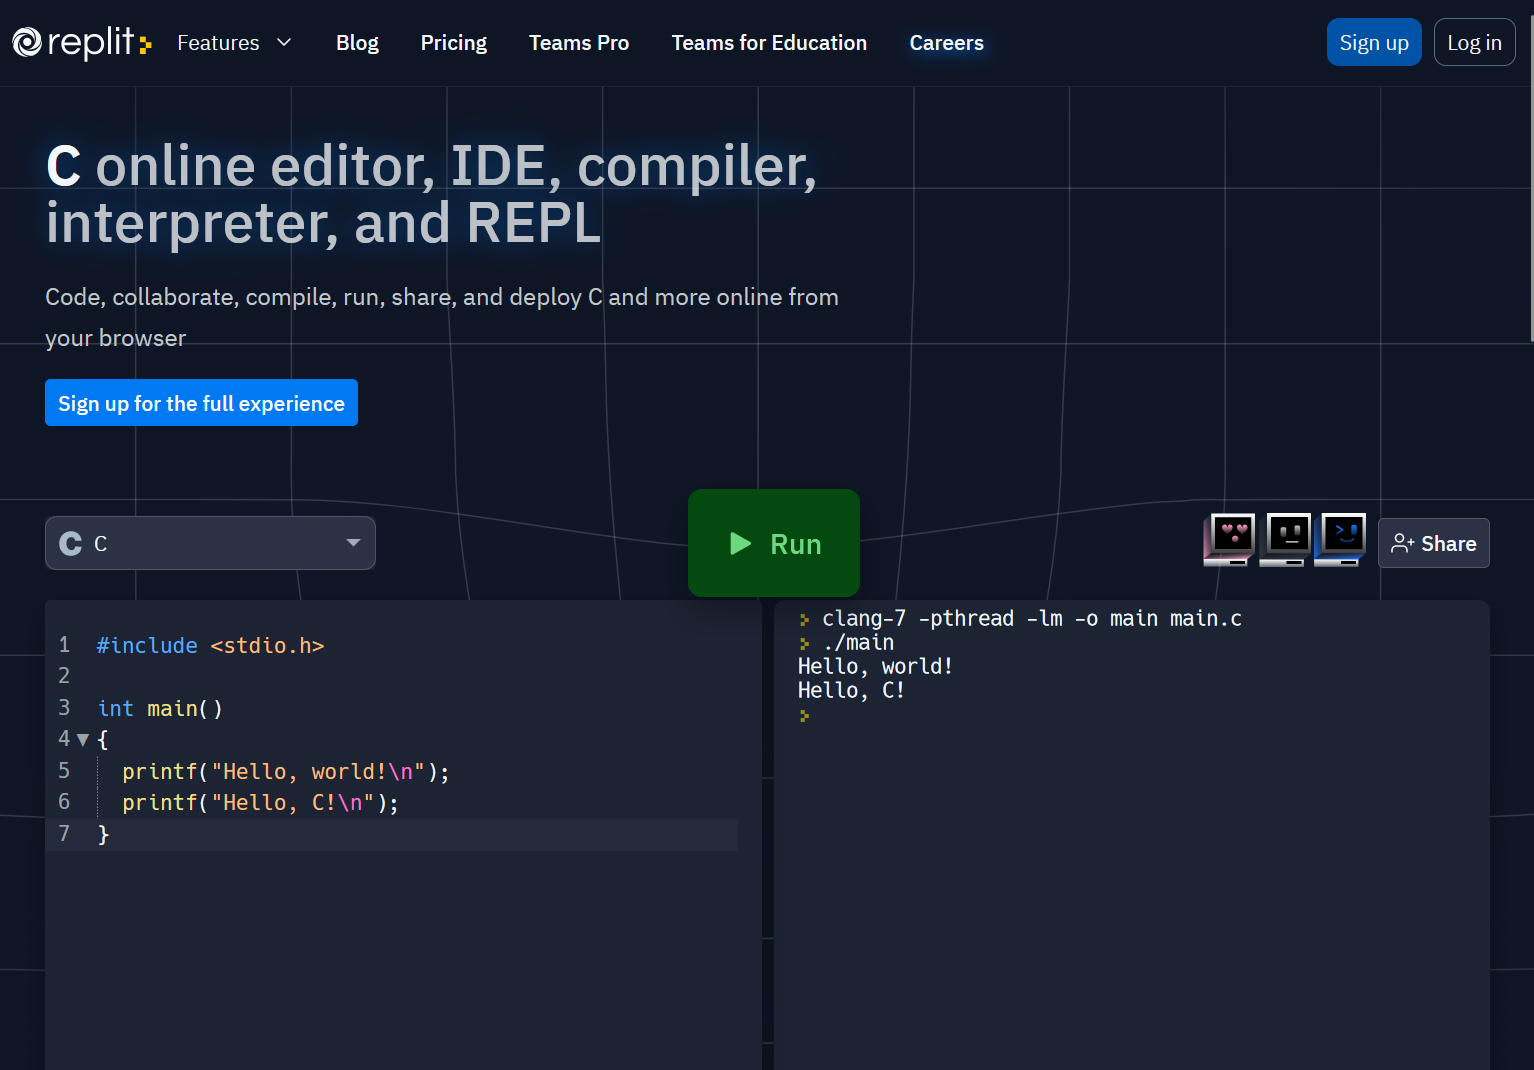 replit Features Blog Pricing Teams Pro Teams for Education Careers Sign up Log in
C online editor, IDE, compiler,
interpreter, and REPL
Code, collaborate, compile, run, share, and deploy C and more online from
your browser
Sign up for the full experience
C C
Run
Share
1 #include <stdio.h>
2
3 int main()
4 {
5 printf("Hello, world!\n");
6 printf("Hello, C!\n");
7 }
clang-7 -pthread -lm -o main main.c
./main
Hello, world!
Hello, C!